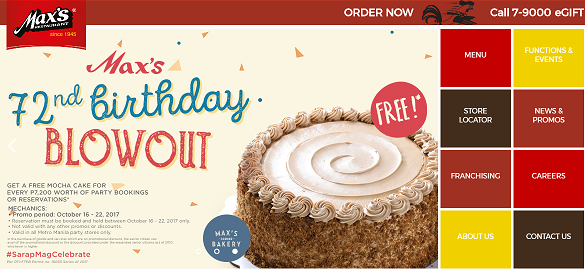 Max's
RESTAURANT
since 1945
ORDER NOW
Call 7-9000 eGIFT
Max's
72nd birthday
BLOWOUT
FREE!*
GET A FREE MOCHA CAKE FOR
EVERY P7,200 WORTH OF PARTY BOOKINGS
OR RESERVATIONS*
MECHANICS:
• Promo period: October 16 - 22, 2017
• Reservation must be booked and held between October 16 - 22, 2017 only.
• Not valid with any other promos or discounts.
• Valid in all Metro Manila party stores only.
#SarapMagCelebrate
MAX'S
CORNER
BAKERY
MENU
FUNCTIONS &
EVENTS
STORE
LOCATOR
NEWS &
PROMOS
FRANCHISING
CAREERS
ABOUT US
CONTACT US